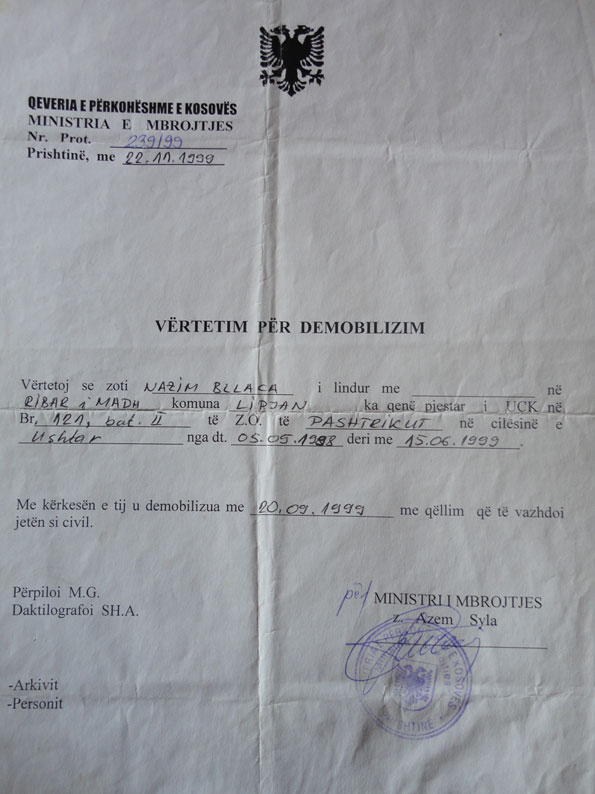 QEVERIA E PËRKOHËSHME E KOSOVËS
MINISTRIA E MBROJTJES
Nr. Prot. 239/99
Prishtinë, me 22.11.1999
VËRTETIM PËR DEMOBILIZIM
Vërtetoj se zoti NAZIM BLLACA i lindur me në
RIBAR i MADH komuna LIPJAN ka qenë pjestar i UCK në
Br, 121, bat. II të Z.O. të PASHTRIKUT në cilësinë e
Ushtar nga dt. 05.05.1998 deri me 15.06.1999.
Me kërkesën e tij u demobilizua me 20.09.1999 me qëllim që të vazhdoi
jetën si civil.
Përpiloi M.G.
Daktilografoi SH.A.
për MINISTRI I MBROJTJES
z. Azem Syla
-Arkivit
-Personit
E KOSOVËS
PRISHTINË